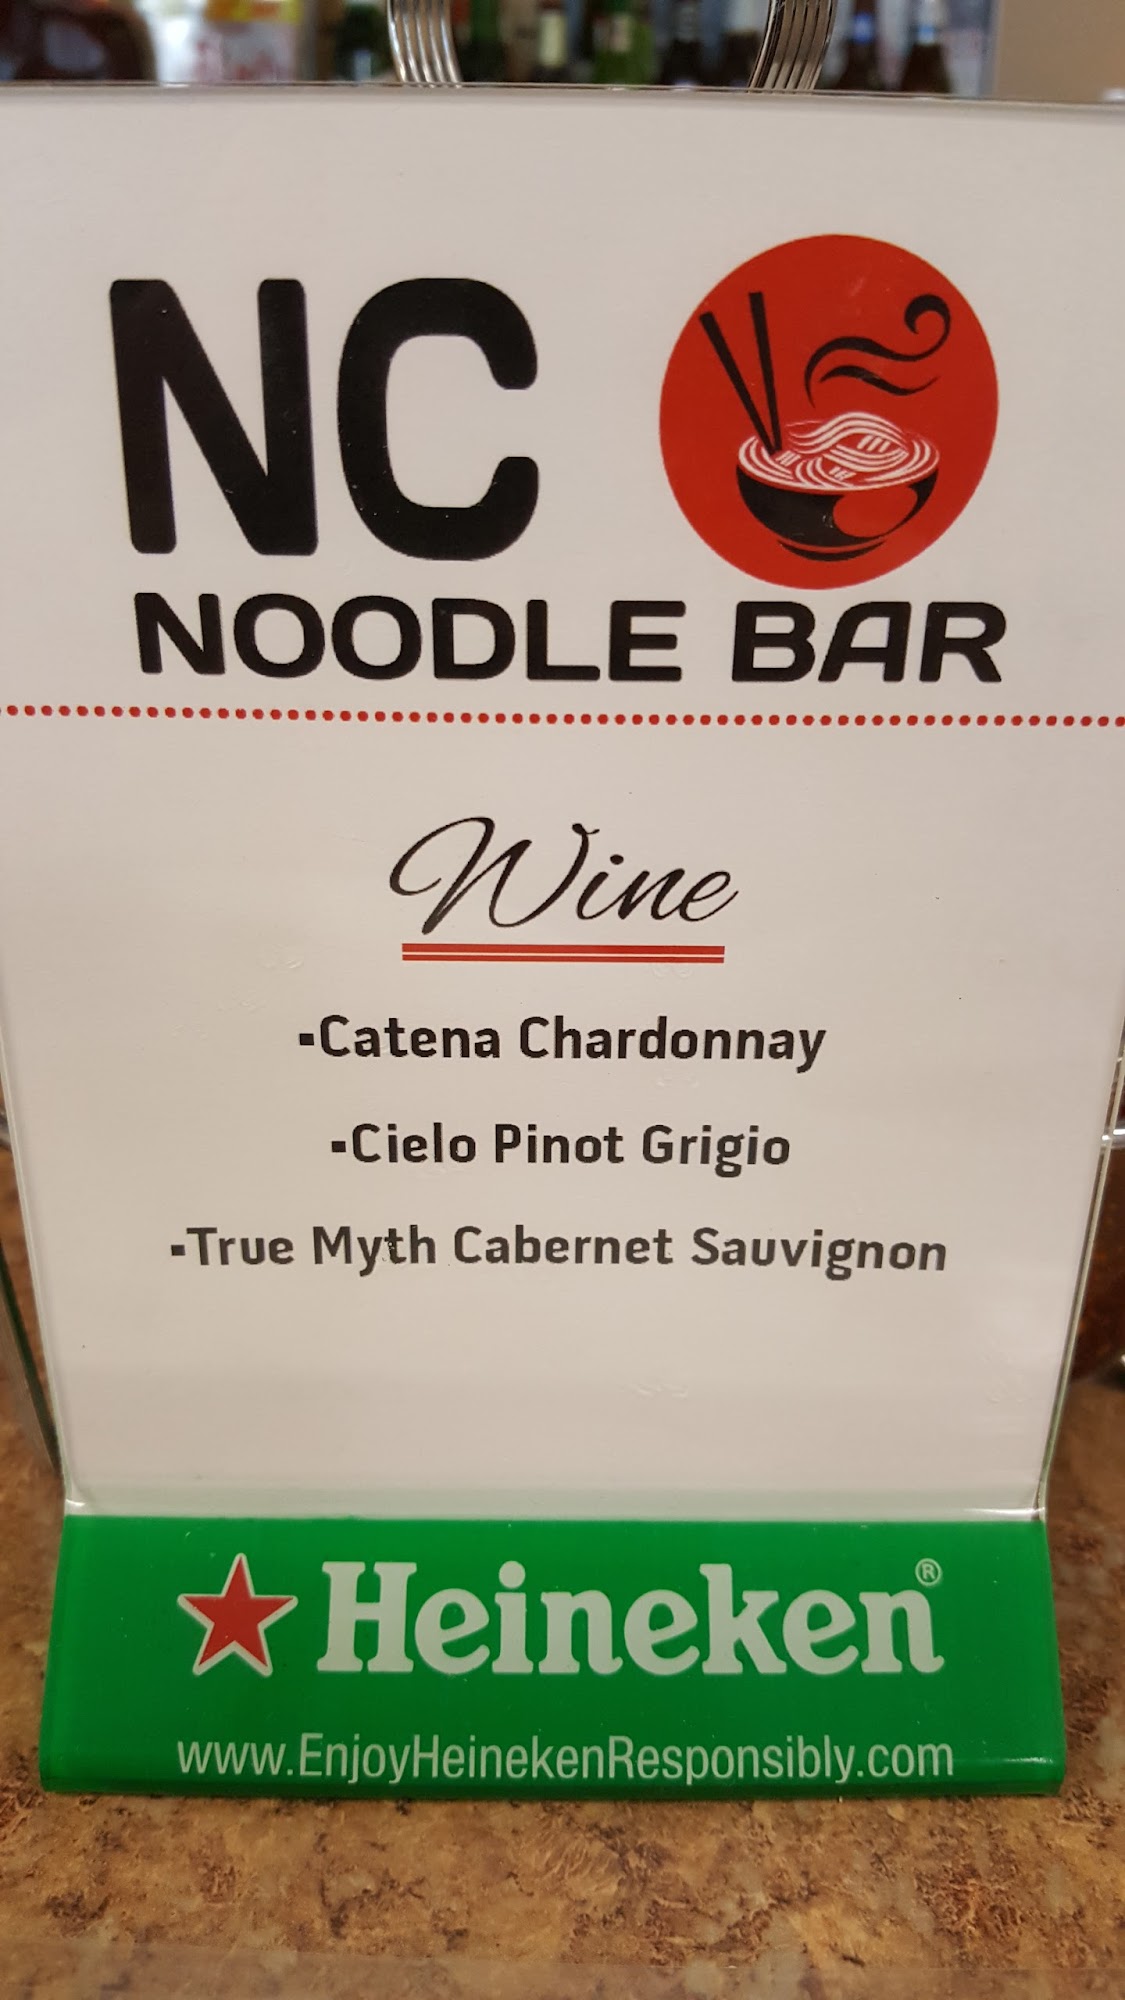 NC
NOODLE BAR
Wine
▪Catena Chardonnay
▪Cielo Pinot Grigio
▪True Myth Cabernet Sauvignon
Heineken®
www.EnjoyHeinekenResponsibly.com